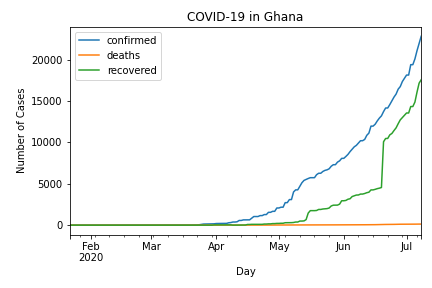 COVID-19 in Ghana
confirmed
deaths
recovered
Number of Cases
20000
15000
10000
5000
0
Feb
2020
Mar
Apr
May
Jun
Jul
Day